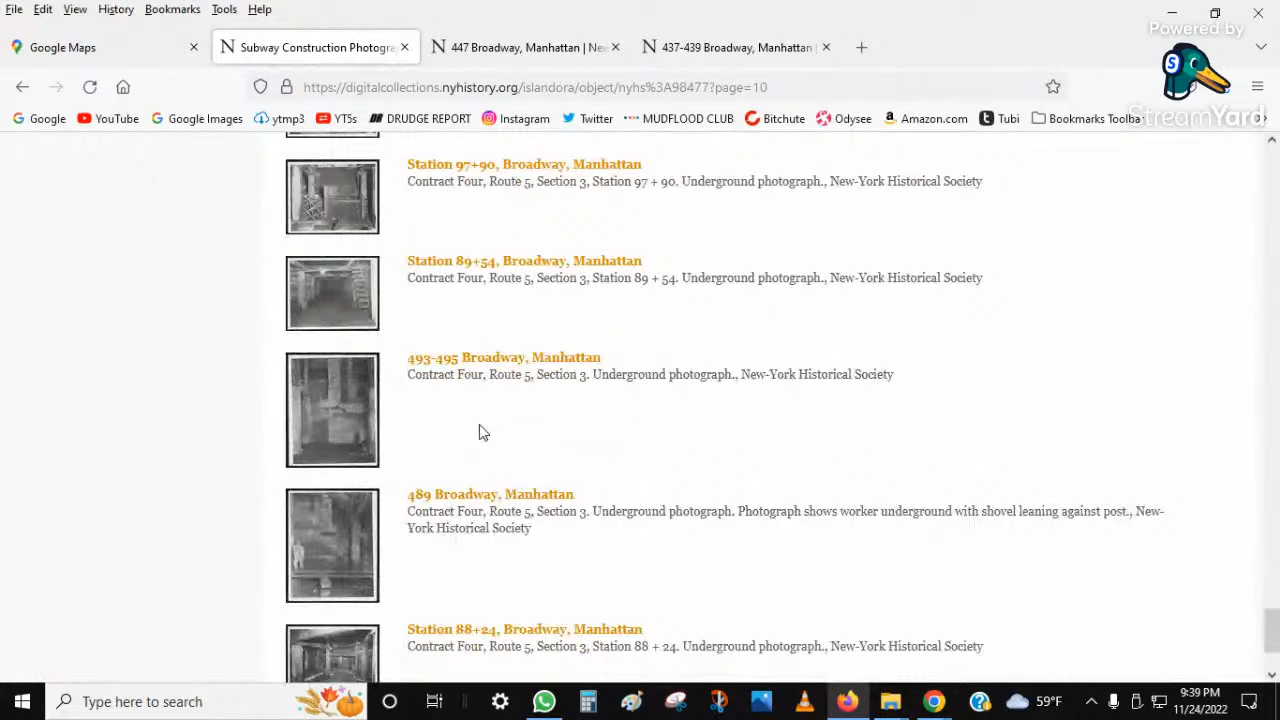 File Edit View History Bookmarks Tools Help
Powered by
Google Maps
Subway Construction Photogra
447 Broadway, Manhattan | Ne
437-439 Broadway, Manhattan |
https://digitalcollections.nyhistory.org/islandora/object/nyhs%3A98477?page=10
S
StreamYard
Google YouTube Google Images ytmp3 YT5s DRUDGE REPORT Instagram Twitter MUDFLOOD CLUB Bitchute Odysee Amazon.com Tubi Bookmarks Toolba
Station 97+90, Broadway, Manhattan
Contract Four, Route 5, Section 3, Station 97 + 90. Underground photograph., New-York Historical Society
Station 89+54, Broadway, Manhattan
Contract Four, Route 5, Section 3, Station 89 + 54. Underground photograph., New-York Historical Society
493-495 Broadway, Manhattan
Contract Four, Route 5, Section 3. Underground photograph., New-York Historical Society
489 Broadway, Manhattan
Contract Four, Route 5, Section 3. Underground photograph. Photograph shows worker underground with shovel leaning against post., New-
York Historical Society
Station 88+24, Broadway, Manhattan
Contract Four, Route 5, Section 3, Station 88 + 24. Underground photograph., New-York Historical Society
Type here to search
59°F
9:39 PM
11/24/2022